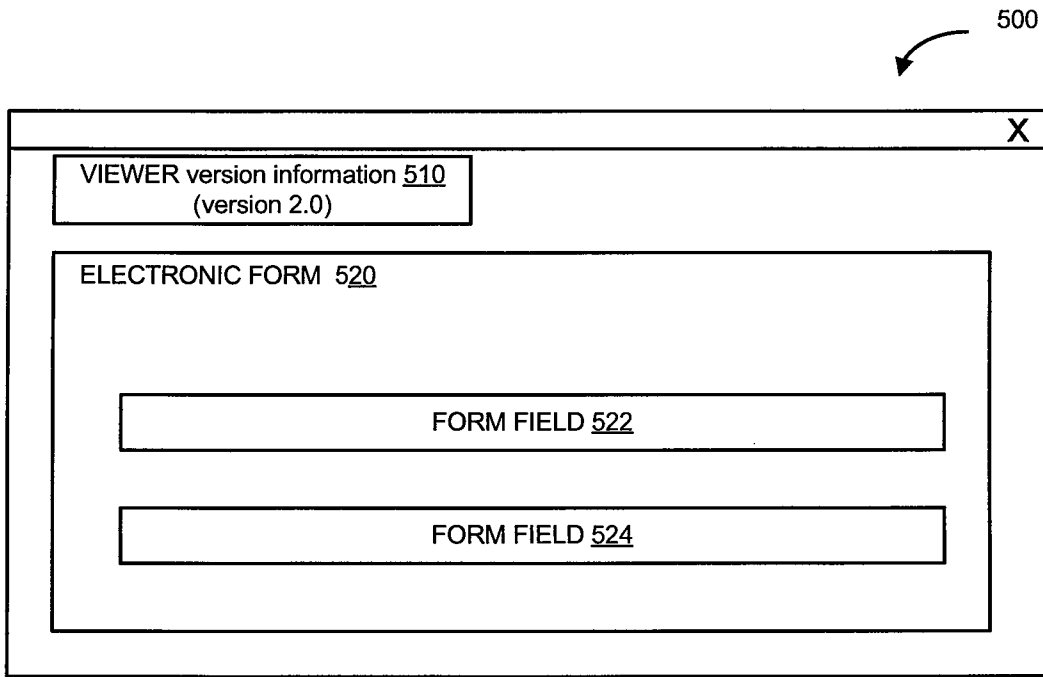 500
X
VIEWER version information 510
(version 2.0)
ELECTRONIC FORM 520
FORM FIELD 522
FORM FIELD 524